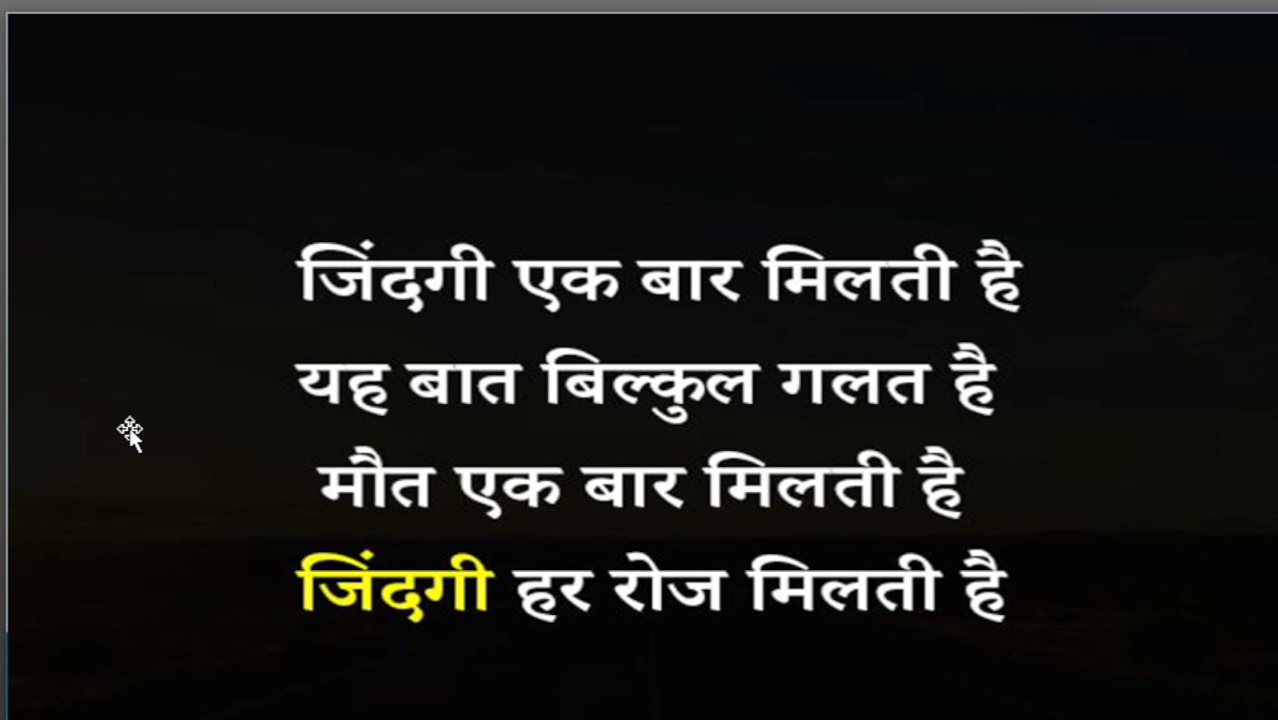 जिंदगी एक बार मिलती है
यह बात बिल्कुल गलत है
मौत एक बार मिलती है
जिंदगी हर रोज मिलती है